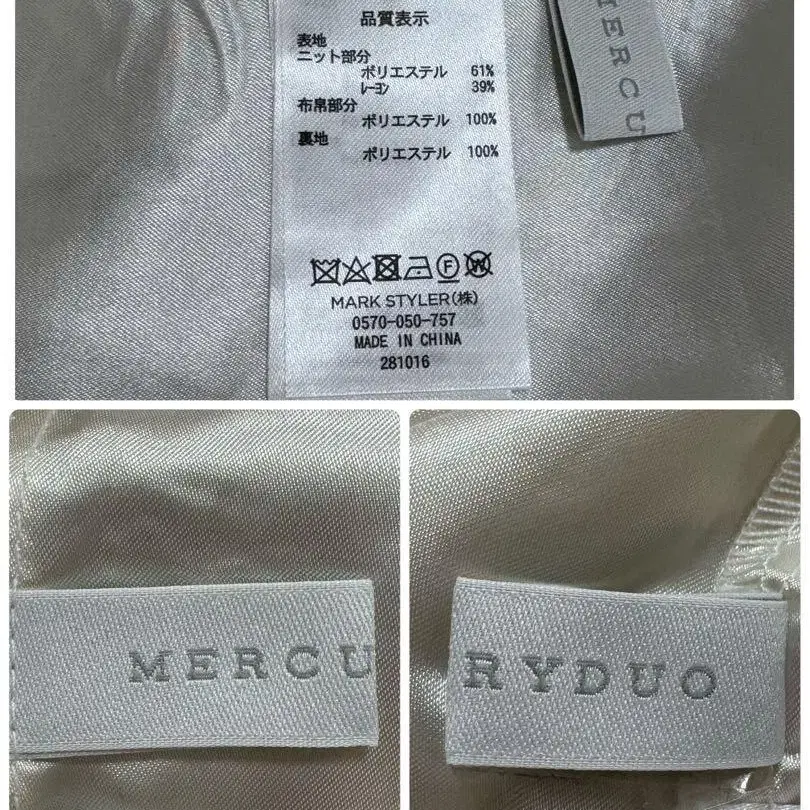 品質表示
表地
ニット部分
ポリエステル 61%
レーヨン 39%
布帛部分
ポリエステル 100%
裏地
ポリエステル 100%
F W
MARK STYLER(株)
0570-050-757
MADE IN CHINA
281016
MERCU
MERCU
RYDUO